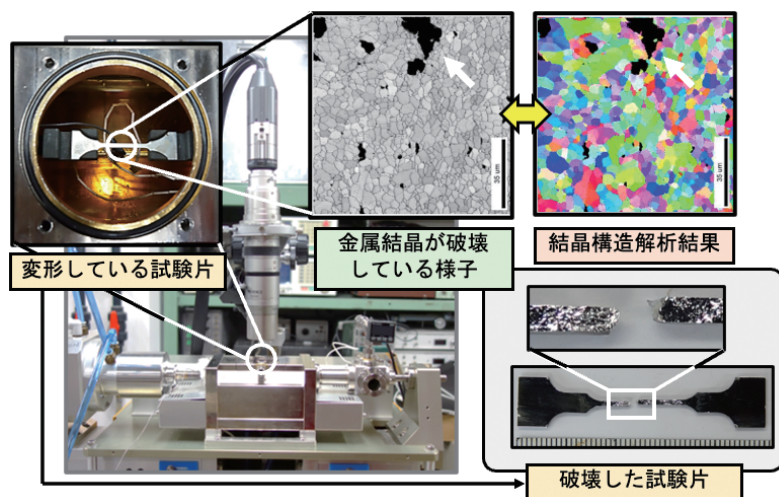 35 um
35 um
変形している試験片
金属結晶が破壊
している様子
結晶構造解析結果
破壊した試験片